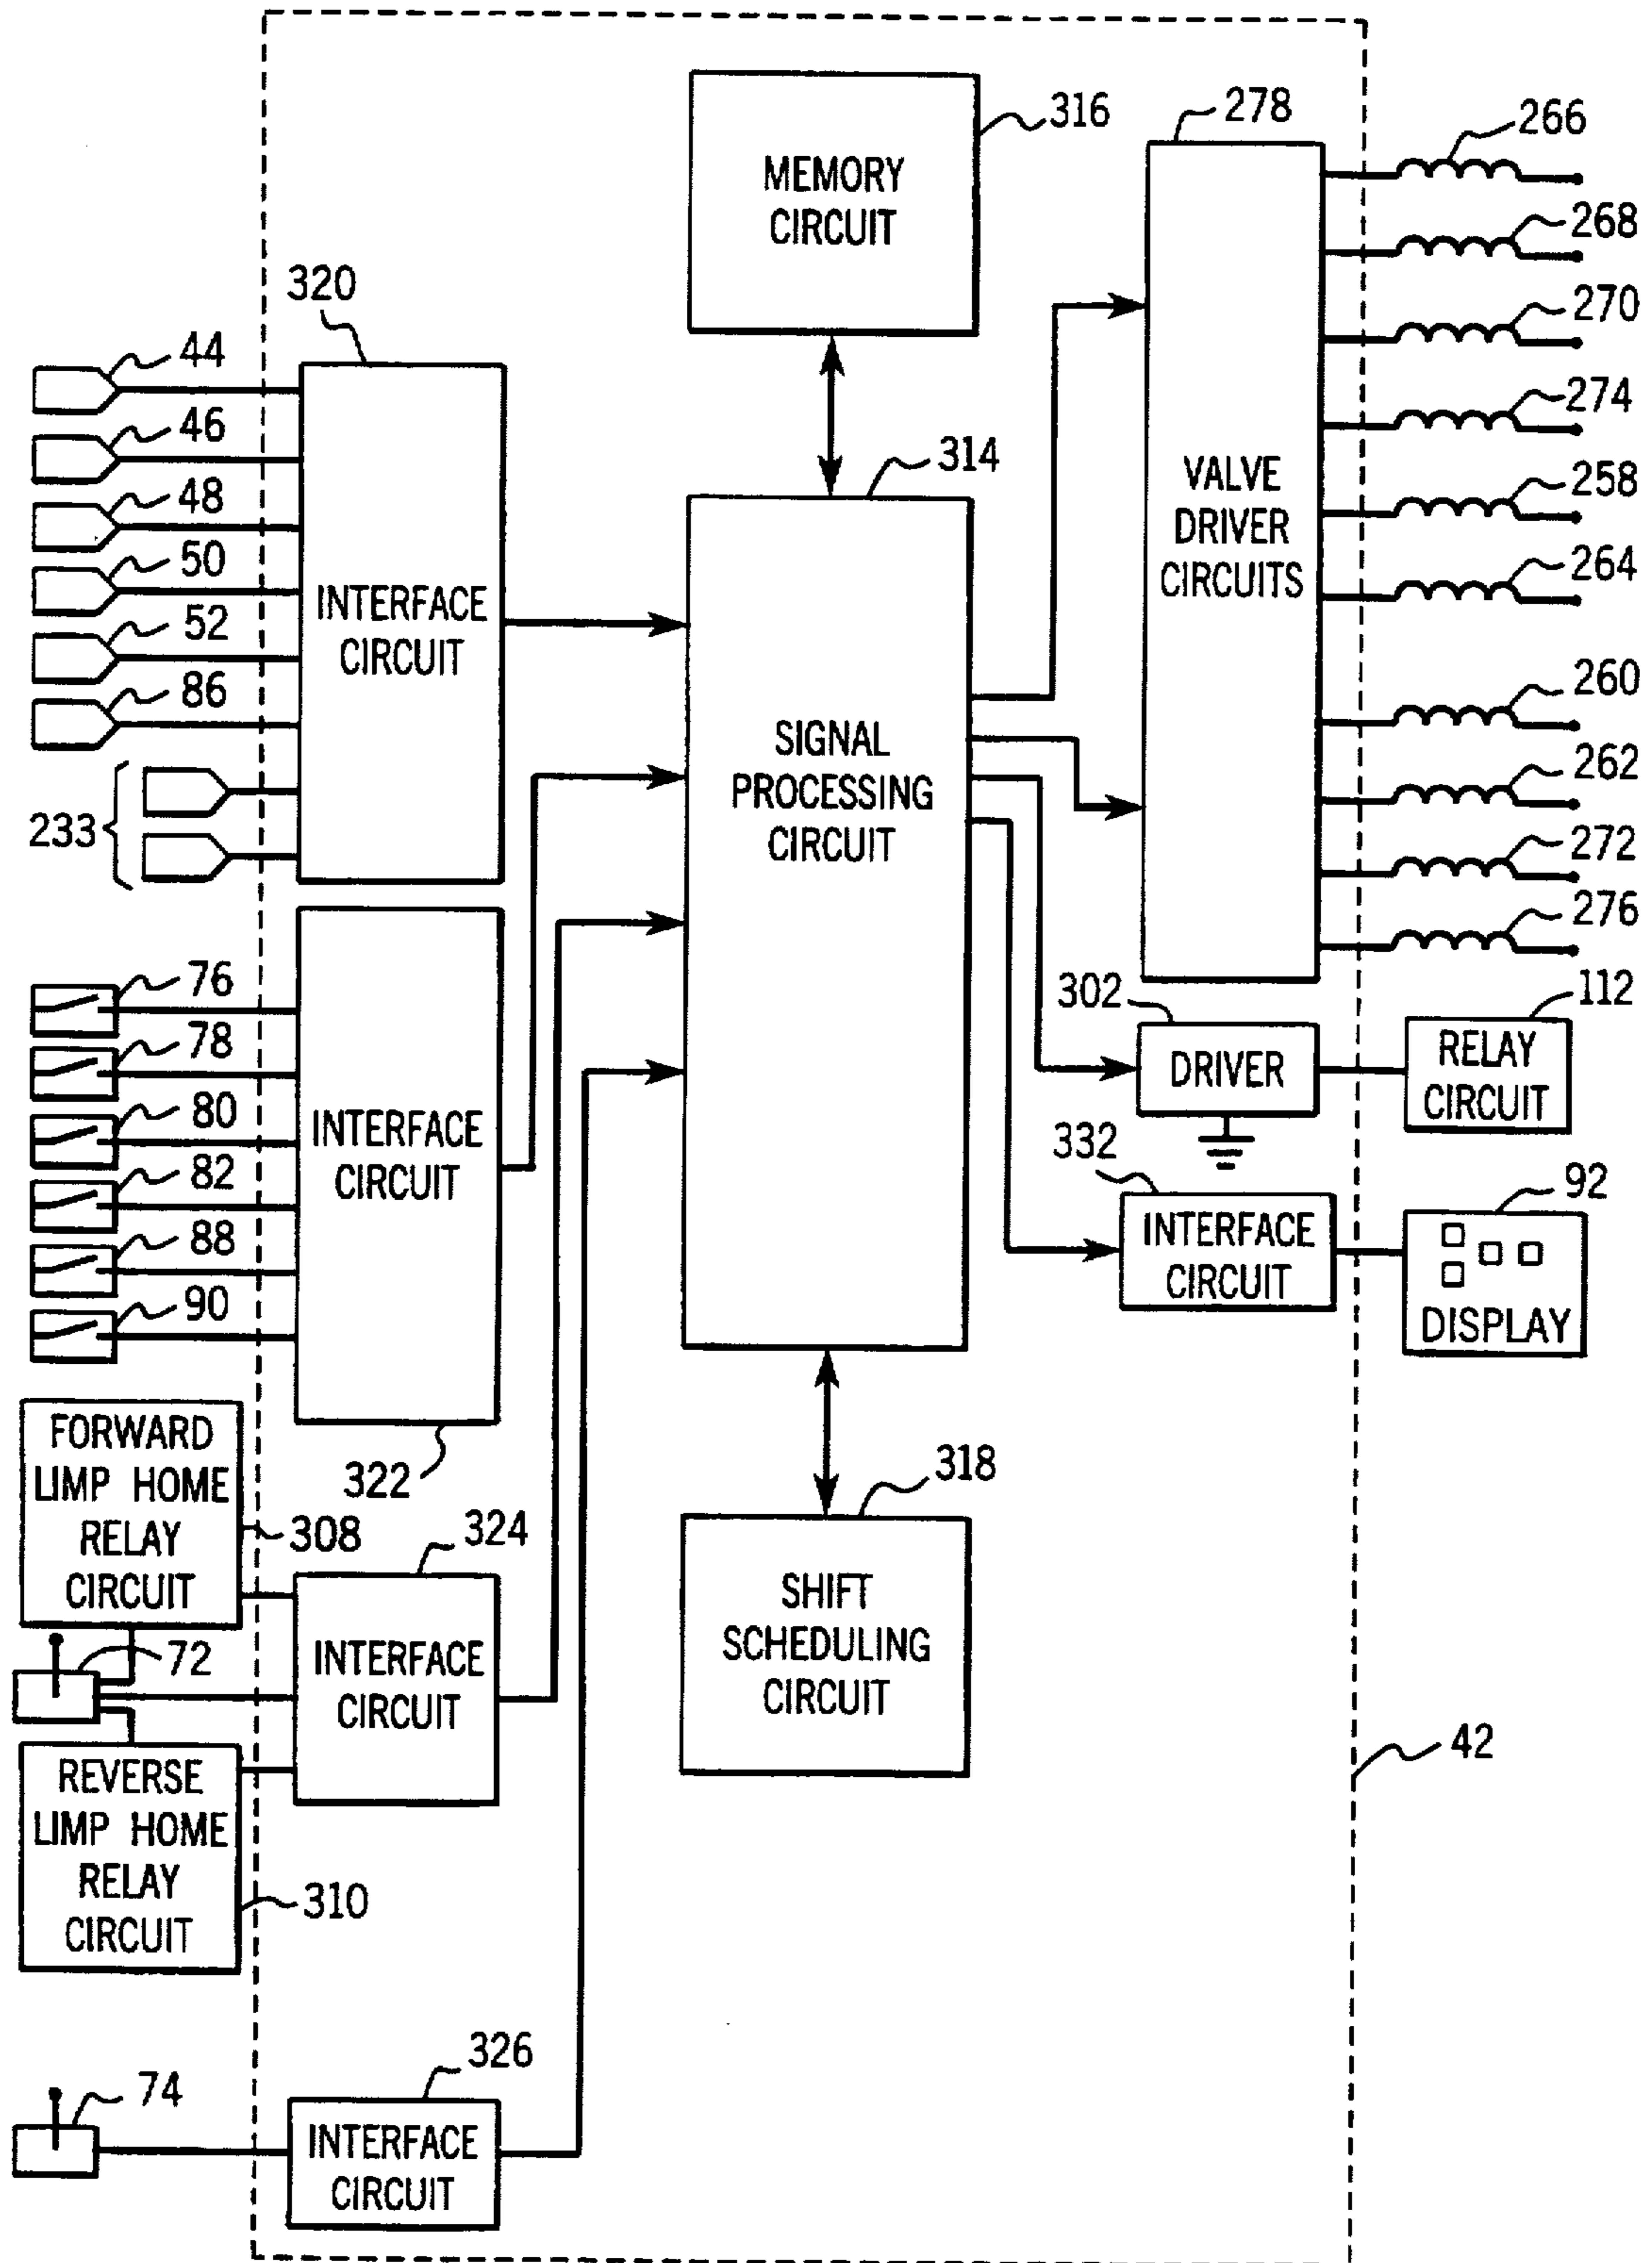 316
MEMORY
CIRCUIT
278
266
268
270
274
258
264
260
262
272
276
VALVE
DRIVER
CIRCUITS
320
44
46
48
50
52
86
233
INTERFACE
CIRCUIT
314
SIGNAL
PROCESSING
CIRCUIT
76
78
80
82
88
90
INTERFACE
CIRCUIT
322
302
DRIVER
112
RELAY
CIRCUIT
332
INTERFACE
CIRCUIT
92
DISPLAY
FORWARD
LIMP HOME
RELAY
CIRCUIT
308
324
INTERFACE
CIRCUIT
72
REVERSE
LIMP HOME
RELAY
CIRCUIT
310
318
SHIFT
SCHEDULING
CIRCUIT
42
74
326
INTERFACE
CIRCUIT